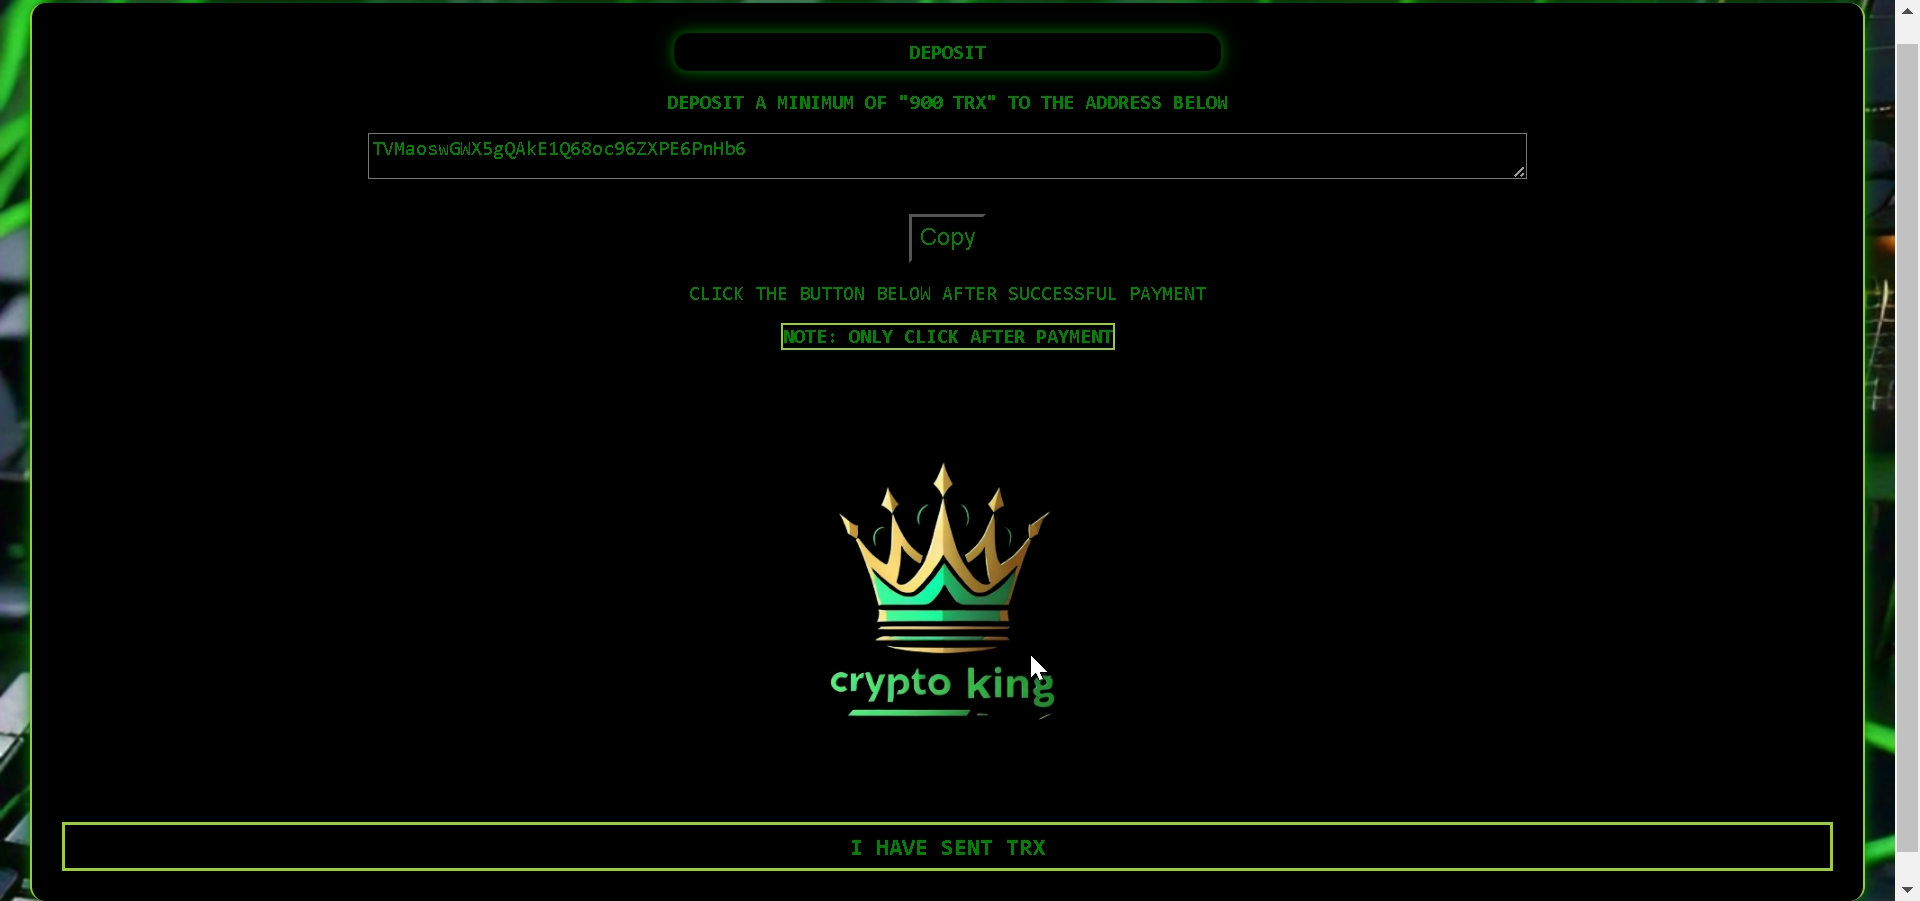 DEPOSIT
DEPOSIT A MINIMUM OF "900 TRX" TO THE ADDRESS BELOW
TVMaoswGWX5gQAkE1Q68oc96ZXPE6PnHb6
Copy
CLICK THE BUTTON BELOW AFTER SUCCESSFUL PAYMENT
NOTE: ONLY CLICK AFTER PAYMENT
crypto king
I HAVE SENT TRX